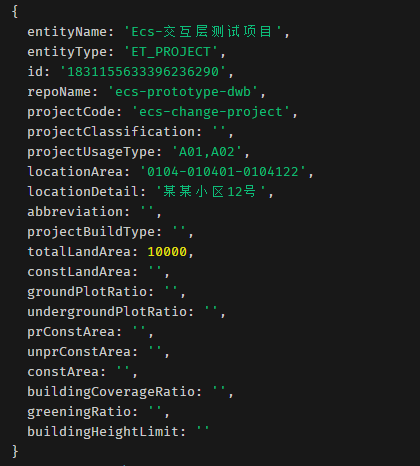 {
entityName: 'Ecs-交互层测试项目',
entityType: 'ET_PROJECT',
id: '1831155633396236290',
repoName: 'ecs-prototype-dwb',
projectCode: 'ecs-change-project',
projectClassification: '',
projectUsageType: 'A01,A02',
locationArea: '0104-010401-0104122',
locationDetail: '某某小区12号',
abbreviation: '',
projectBuildType: '',
totalLandArea: 10000,
constLandArea: '',
groundPlotRatio: '',
undergroundPlotRatio: '',
prConstArea: '',
unprConstArea: '',
constArea: '',
buildingCoverageRatio: '',
greeningRatio: '',
buildingHeightLimit: ''
}